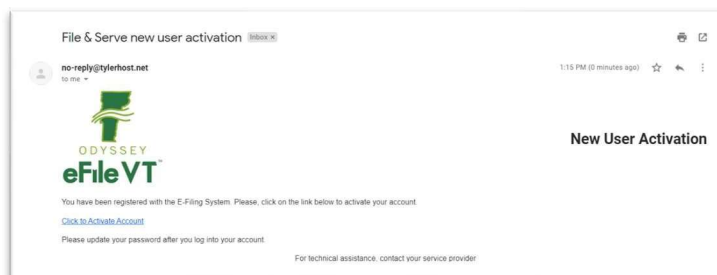 File & Serve new user activation Inbox x
no-reply@tylerhost.net 1:15 PM (0 minutes ago)
to me
ODYSSEY
eFileVT™
New User Activation
You have been registered with the E-Filing System. Please, click on the link below to activate your account.
Click to Activate Account
Please update your password after you log into your account.
For technical assistance, contact your service provider